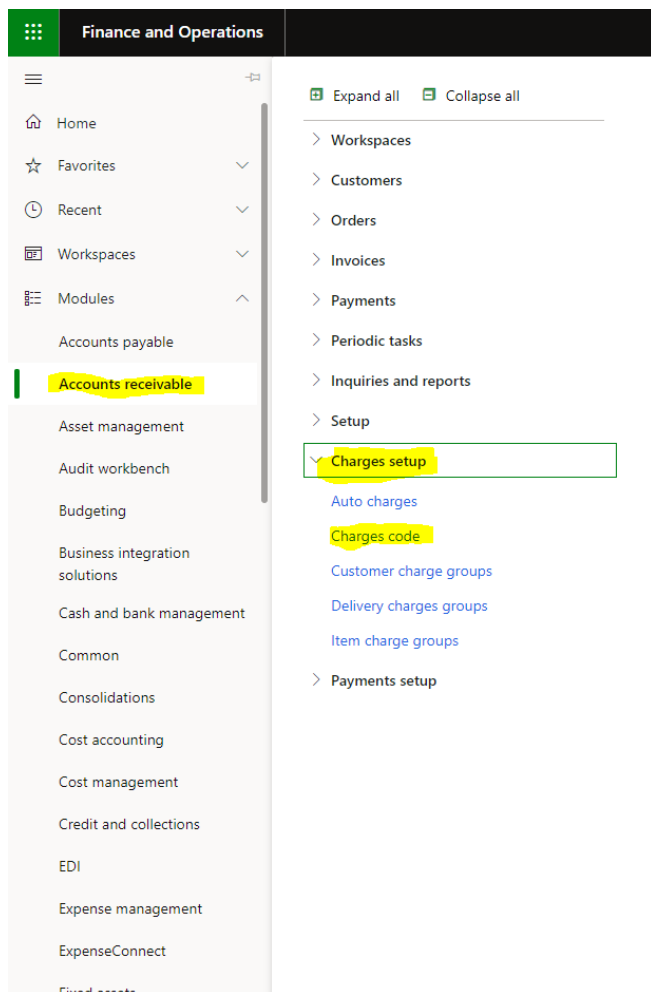 Finance and Operations
Home
Favorites
Recent
Workspaces
Modules
Accounts payable
Accounts receivable
Asset management
Audit workbench
Budgeting
Business integration
solutions
Cash and bank management
Common
Consolidations
Cost accounting
Cost management
Credit and collections
EDI
Expense management
ExpenseConnect
Fixed assets
Expand all
Collapse all
Workspaces
Customers
Orders
Invoices
Payments
Periodic tasks
Inquiries and reports
Setup
Charges setup
Auto charges
Charges code
Customer charge groups
Delivery charges groups
Item charge groups
Payments setup